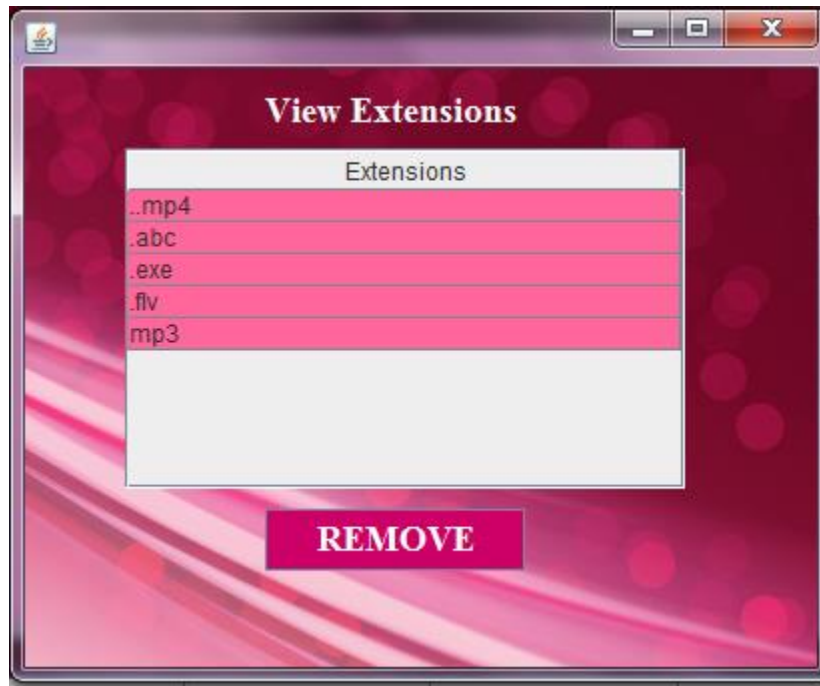 View Extensions
Extensions
..mp4
.abc
.exe
.flv
mp3
REMOVE